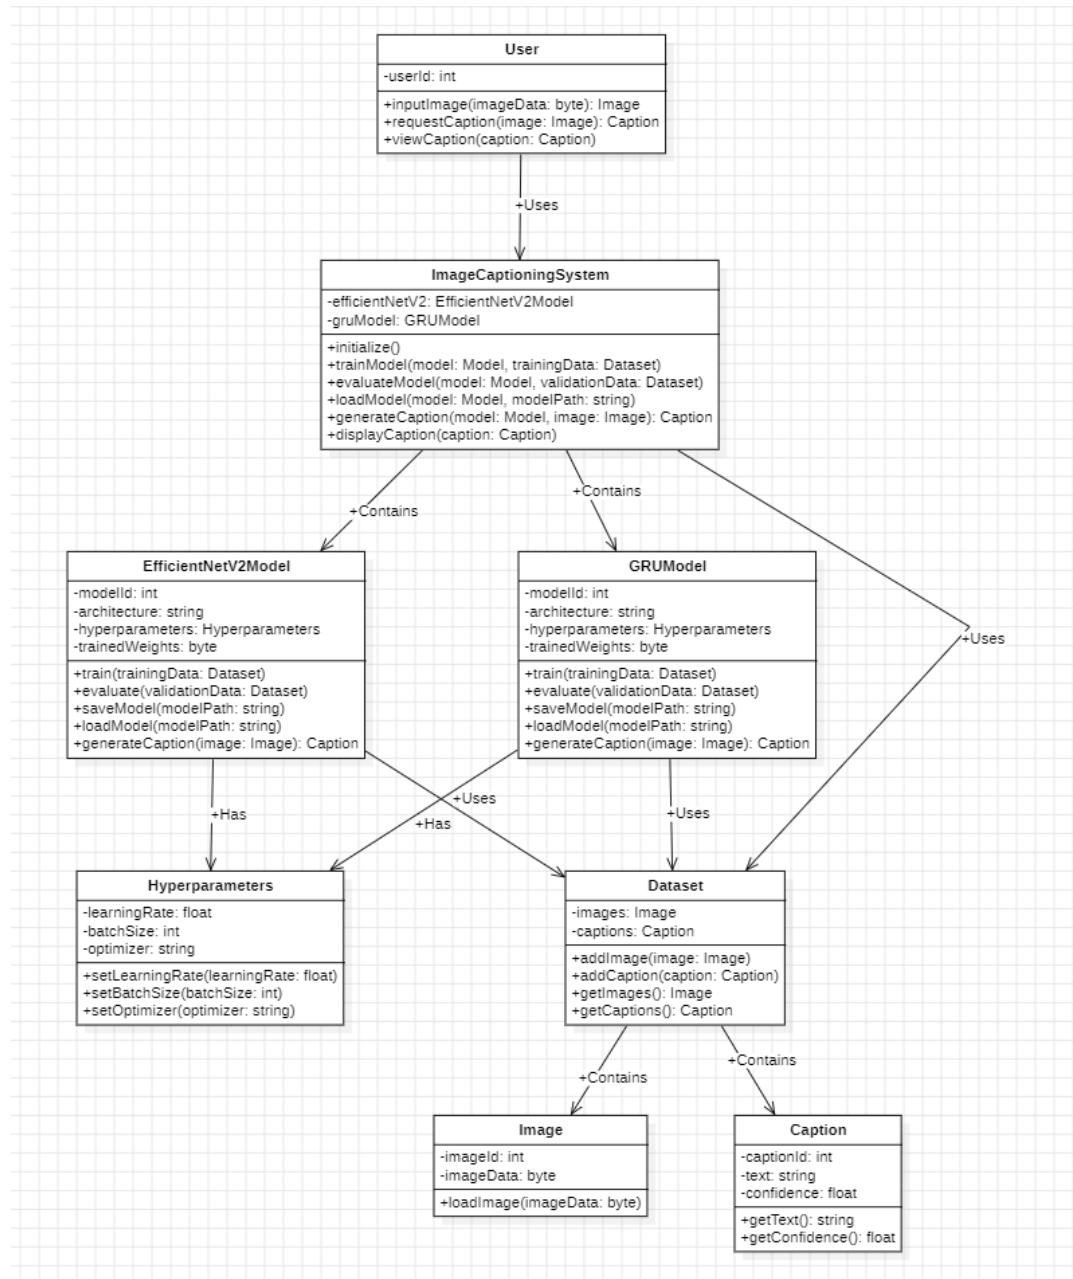 User
-userId: int
+inputImage(imageData: byte): Image
+requestCaption(image: Image): Caption
+viewCaption(caption: Caption)
+Uses
ImageCaptioningSystem
-efficientNetV2: EfficientNetV2Model
-gruModel: GRUModel
+initialize()
+trainModel(model: Model, trainingData: Dataset)
+evaluateModel(model: Model, validationData: Dataset)
+loadModel(model: Model, modelPath: string)
+generateCaption(model: Model, image: Image): Caption
+displayCaption(caption: Caption)
+Contains
+Contains
+Uses
EfficientNetV2Model
-modelId: int
-architecture: string
-hyperparameters: Hyperparameters
-trainedWeights: byte
+train(trainingData: Dataset)
+evaluate(validationData: Dataset)
+saveModel(modelPath: string)
+loadModel(modelPath: string)
+generateCaption(image: Image): Caption
GRUModel
-modelId: int
-architecture: string
-hyperparameters: Hyperparameters
-trainedWeights: byte
+train(trainingData: Dataset)
+evaluate(validationData: Dataset)
+saveModel(modelPath: string)
+loadModel(modelPath: string)
+generateCaption(image: Image): Caption
+Has
+Uses
+Has
+Uses
Hyperparameters
-learningRate: float
-batchSize: int
-optimizer: string
+setLearningRate(learningRate: float)
+setBatchSize(batchSize: int)
+setOptimizer(optimizer: string)
Dataset
-images: Image
-captions: Caption
+addImage(image: Image)
+addCaption(caption: Caption)
+getImages(): Image
+getCaptions(): Caption
+Contains
+Contains
Image
-imageId: int
-imageData: byte
+loadImage(imageData: byte)
Caption
-captionId: int
-text: string
-confidence: float
+getText(): string
+getConfidence(): float